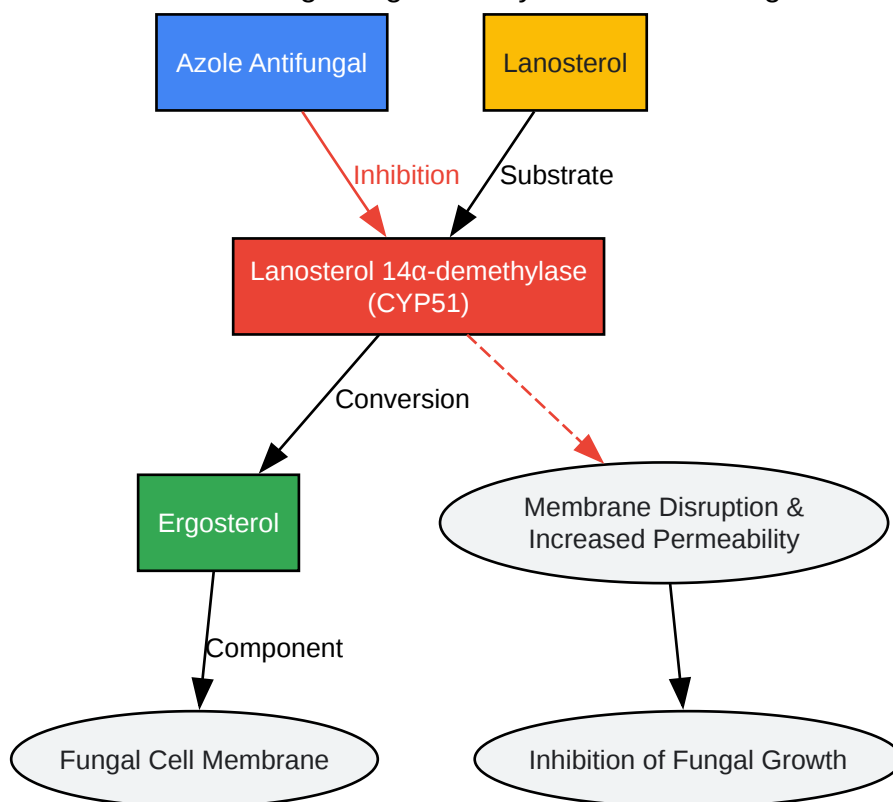 Azole Antifungal
Lanosterol
Inhibition
Substrate
Lanosterol 14α-demethylase
(CYP51)
Conversion
Ergosterol
Membrane Disruption &
Increased Permeability
Component
Fungal Cell Membrane
Inhibition of Fungal Growth